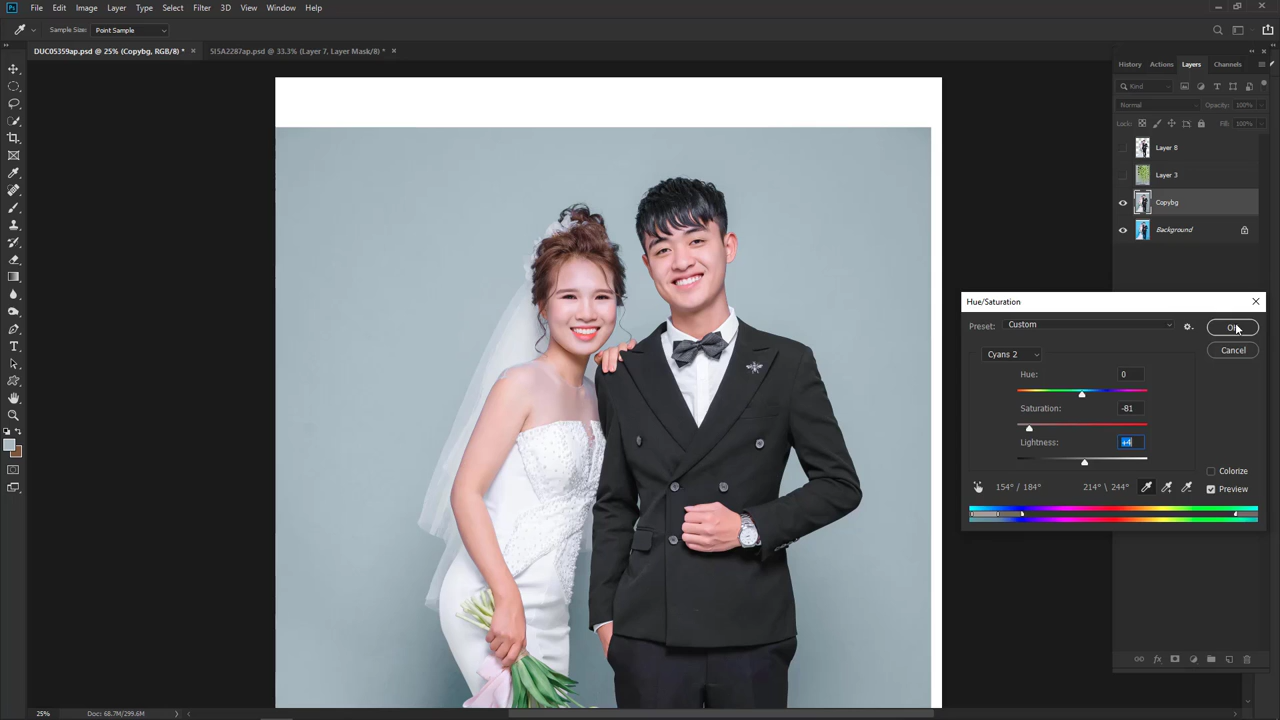 Ps File Edit Image Layer Type Select Filter 3D View Window Help
Sample Size: Point Sample
DUC05359ap.psd @ 25% (Copybg, RGB/8) * SI5A2287ap.psd @ 33.3% (Layer 7, Layer Mask/8) *
History Actions Layers Channels
Kind
Normal Opacity: 100%
Lock: Fill: 100%
Layer 8
Layer 3
Copybg
Background
Hue/Saturation
Preset: Custom
OK
Cyans 2
Cancel
Hue: 0
Saturation: -81
Lightness: +4
Colorize
154° / 184° 214° \ 244° Preview
25% Doc: 68.7M/299.6M